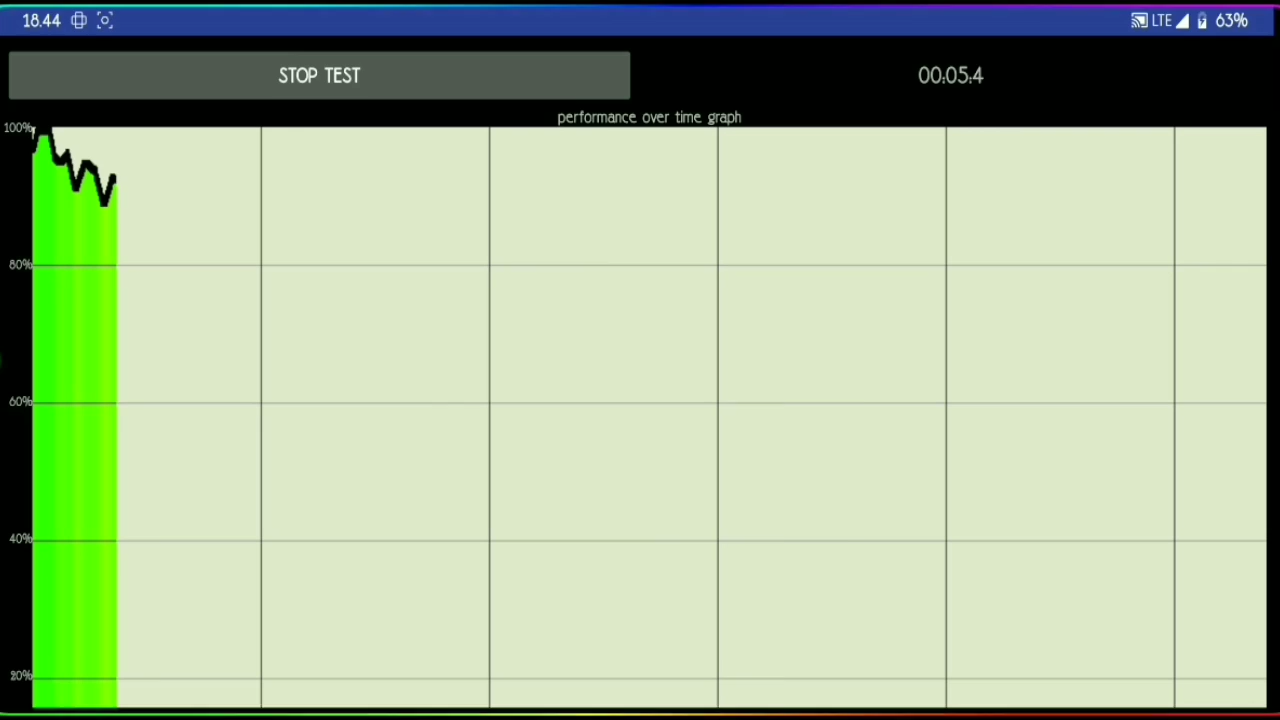 18.44 LTE 63%
STOP TEST 00:05:4
performance over time graph
100%
80%
60%
40%
20%